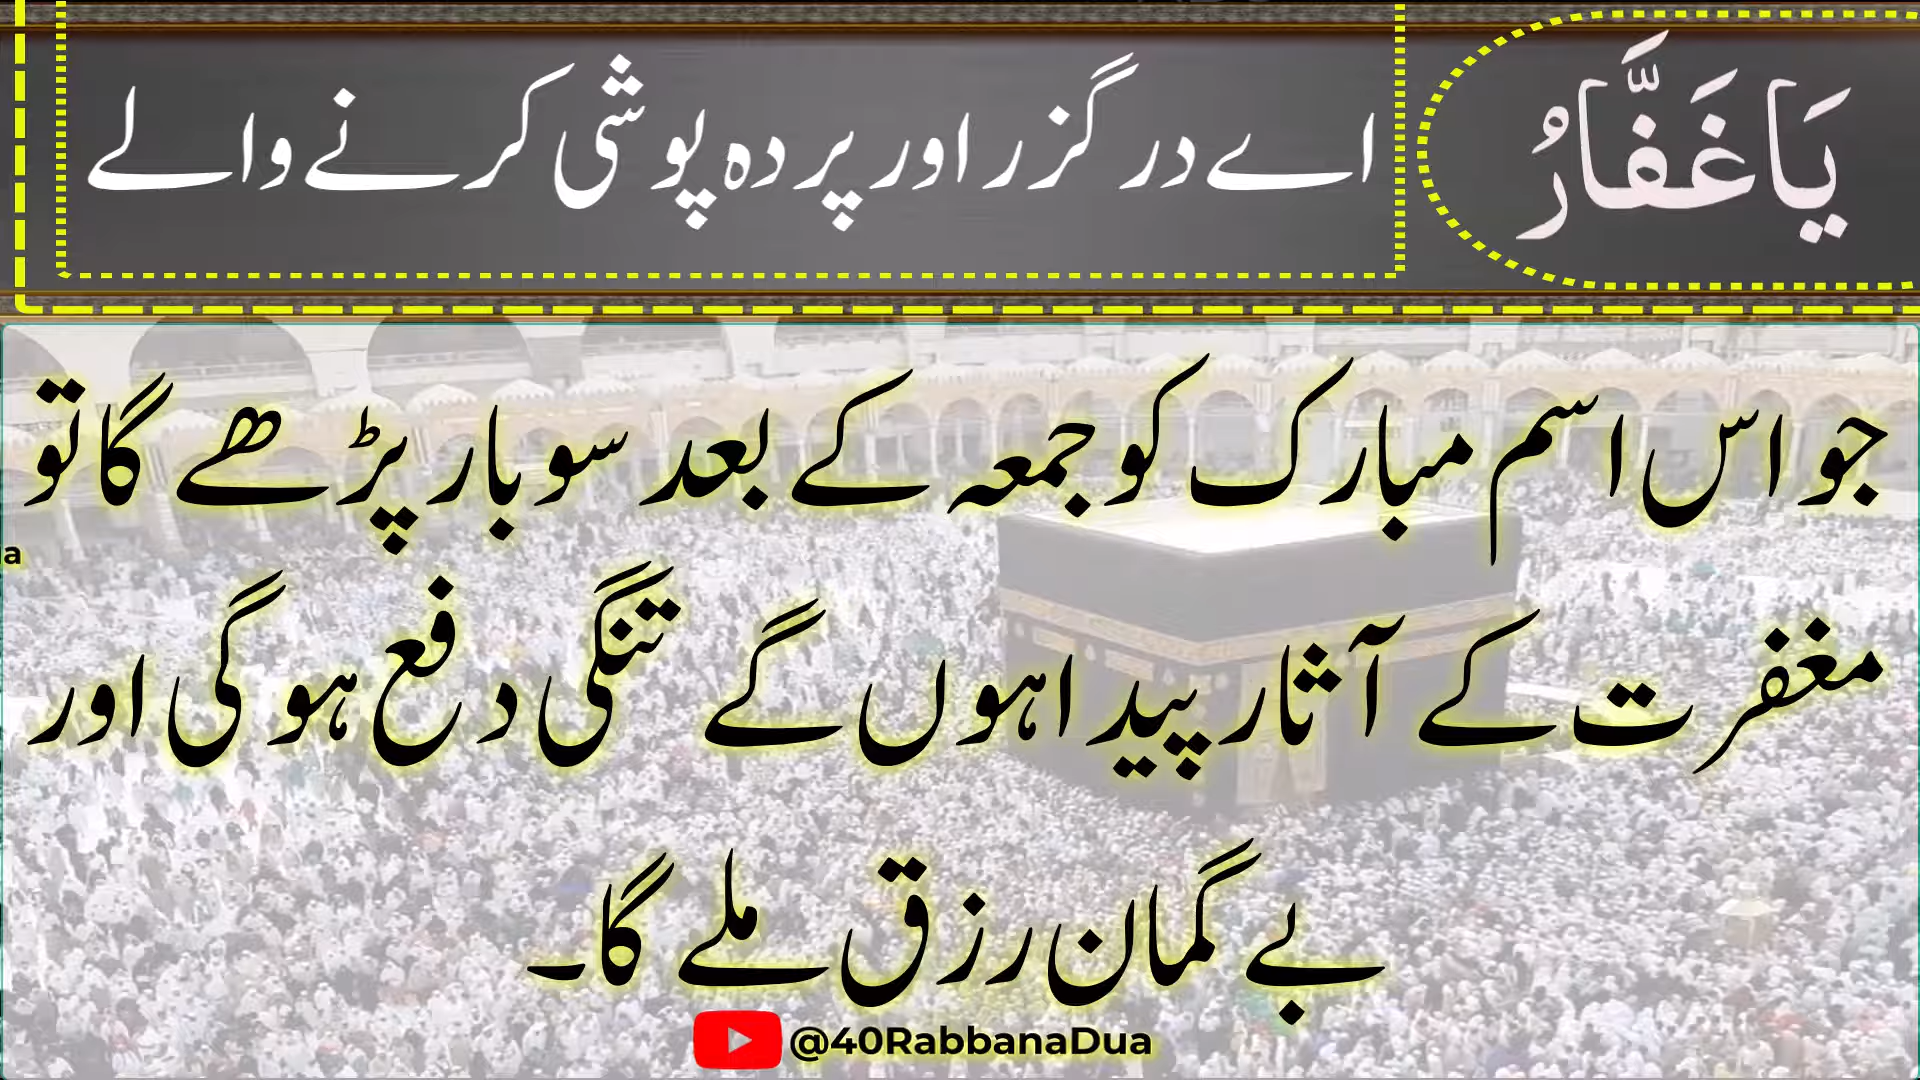 یَا غَفَّارُ
اے درگزر اور پردہ پوشی کرنے والے
جو اس اسم مبارک کو جمعہ کے بعد سو بار پڑھے گا تو
مغفرت کے آثار پیدا ہوں گے تنگی دفع ہو گی اور
بے گمان رزق ملے گا۔
a
@40RabbanaDua